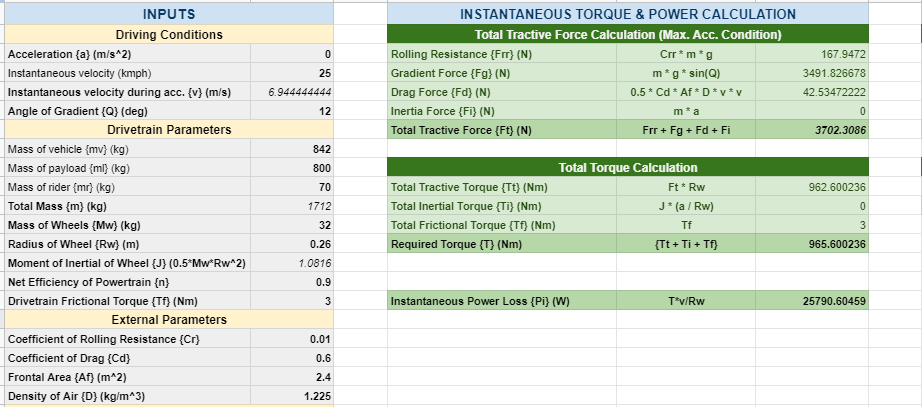 INPUTS
Driving Conditions
Acceleration {a} (m/s^2) 0
Instantaneous velocity (kmph) 25
Instantaneous velocity during acc. {v} (m/s) 6.944444444
Angle of Gradient {Q} (deg) 12
Drivetrain Parameters
Mass of vehicle {mv} (kg) 842
Mass of payload {ml} (kg) 800
Mass of rider {mr} (kg) 70
Total Mass {m} (kg) 1712
Mass of Wheels {Mw} (kg) 32
Radius of Wheel {Rw} (m) 0.26
Moment of Inertial of Wheel {J} (0.5*Mw*Rw^2) 1.0816
Net Efficiency of Powertrain {n} 0.9
Drivetrain Frictional Torque {Tf} (Nm) 3
External Parameters
Coefficient of Rolling Resistance {Cr} 0.01
Coefficient of Drag {Cd} 0.6
Frontal Area {Af} (m^2) 2.4
Density of Air {D} (kg/m^3) 1.225
INSTANTANEOUS TORQUE & POWER CALCULATION
Total Tractive Force Calculation (Max. Acc. Condition)
Rolling Resistance {Frr} (N) Crr * m * g 167.9472
Gradient Force {Fg} (N) m * g * sin(Q) 3491.826678
Drag Force {Fd} (N) 0.5 * Cd * Af * D * v * v 42.53472222
Inertia Force {Fi} (N) m * a 0
Total Tractive Force {Ft} (N) Frr + Fg + Fd + Fi 3702.3086
Total Torque Calculation
Total Tractive Torque {Tt} (Nm) Ft * Rw 962.600236
Total Inertial Torque {Ti} (Nm) J * (a / Rw) 0
Total Frictional Torque {Tf} (Nm) Tf 3
Required Torque {T} (Nm) {Tt + Ti + Tf} 965.600236
Instantaneous Power Loss {Pi} (W) T*v/Rw 25790.60459